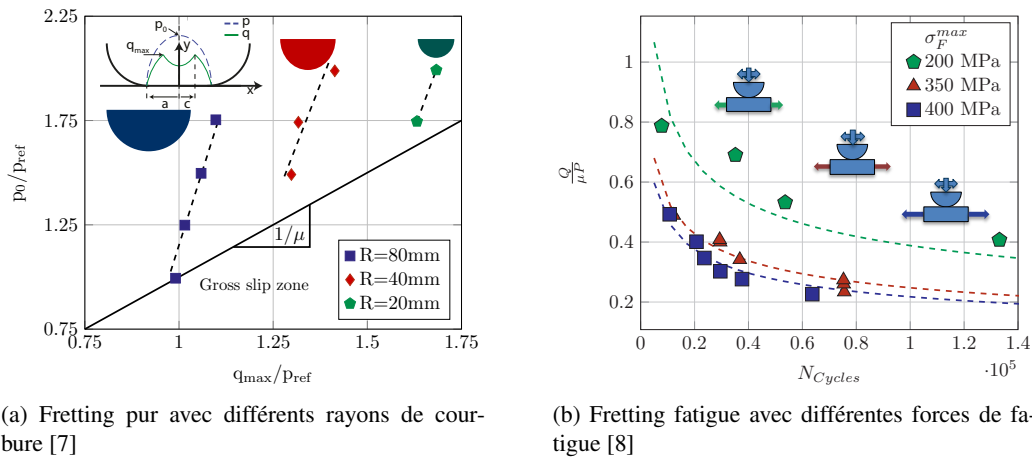 2.25
1.75
1.25
0.75
p₀/p_ref
p₀
p
q
q_max
y
x
a
c
1/μ
Gross slip zone
R=80mm
R=40mm
R=20mm
0.75
1
1.25
1.5
1.75
q_max/p_ref
(a) Fretting pur avec différents rayons de cour-
bure [7]
1
0.8
0.6
0.4
0.2
Q/μP
σ_F^max
200 MPa
350 MPa
400 MPa
0
0.2
0.4
0.6
0.8
1
1.2
1.4
·10⁵
N_Cycles
(b) Fretting fatigue avec différentes forces de fa-
tigue [8]